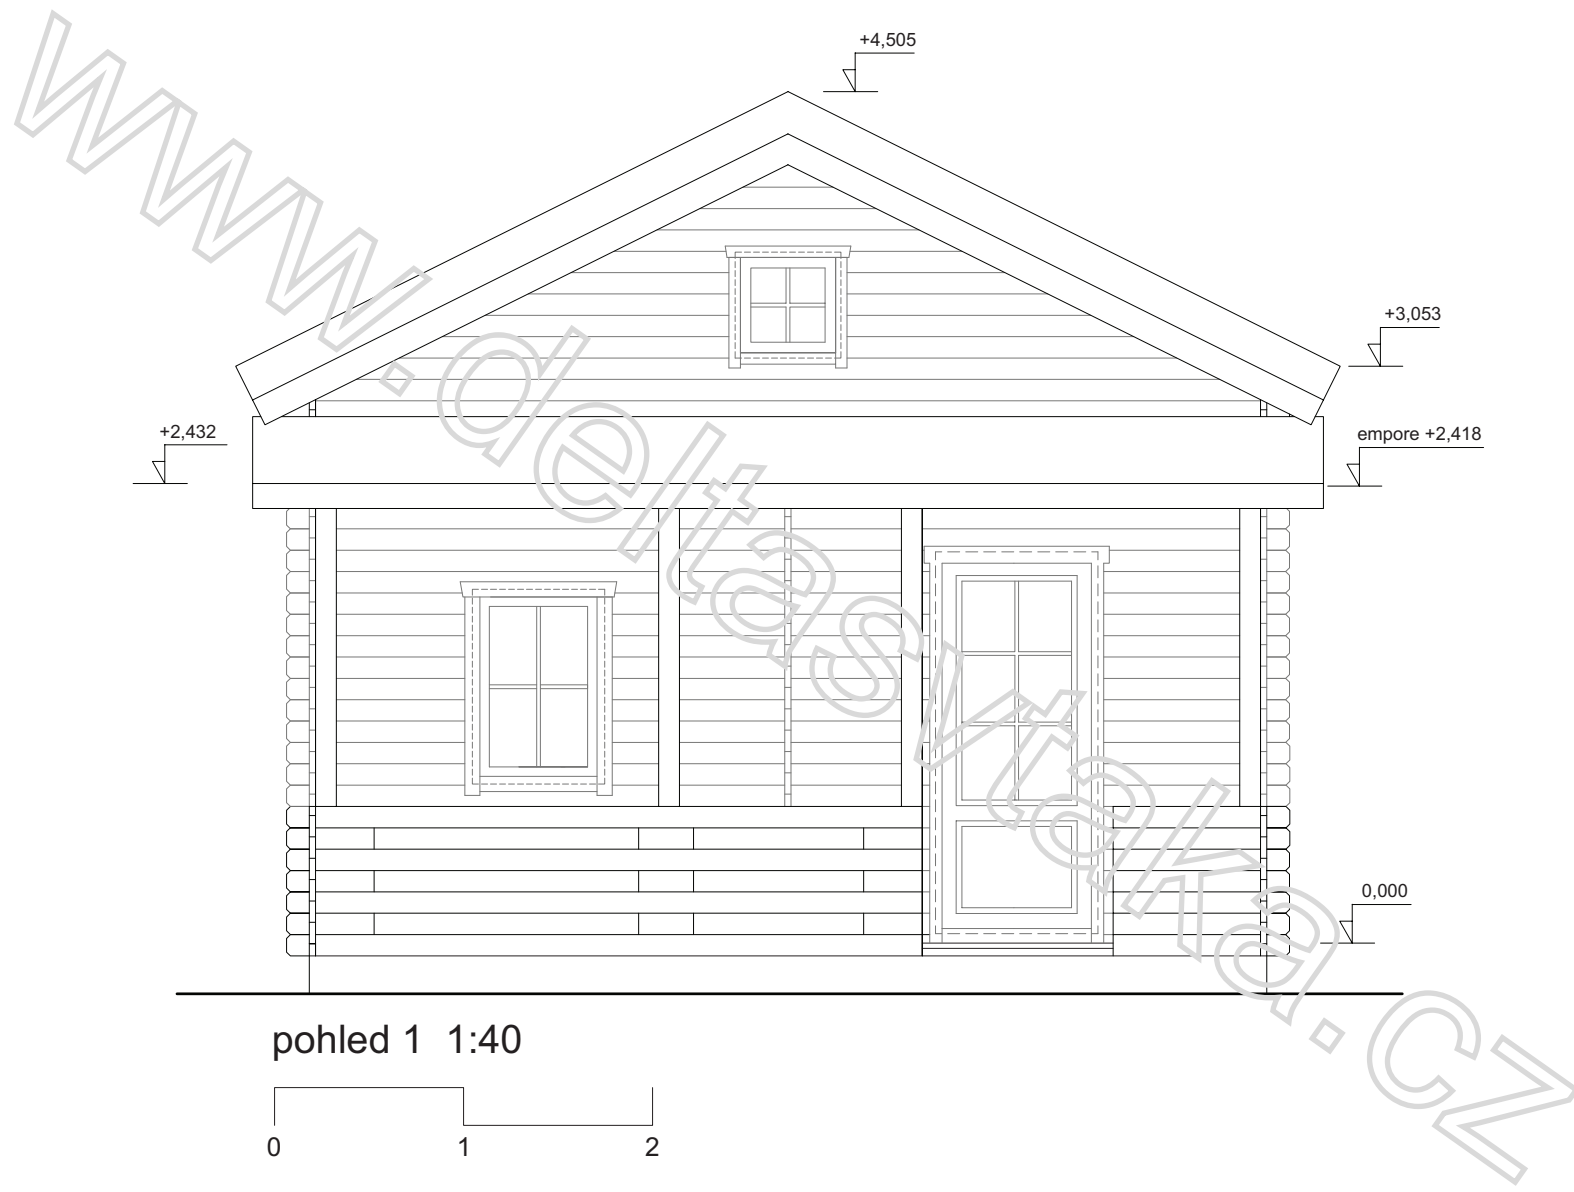 +4,505
+3,053
+2,432
empore +2,418
0,000
pohled 1 1:40
0 1 2
www.deltasvtaka.cz